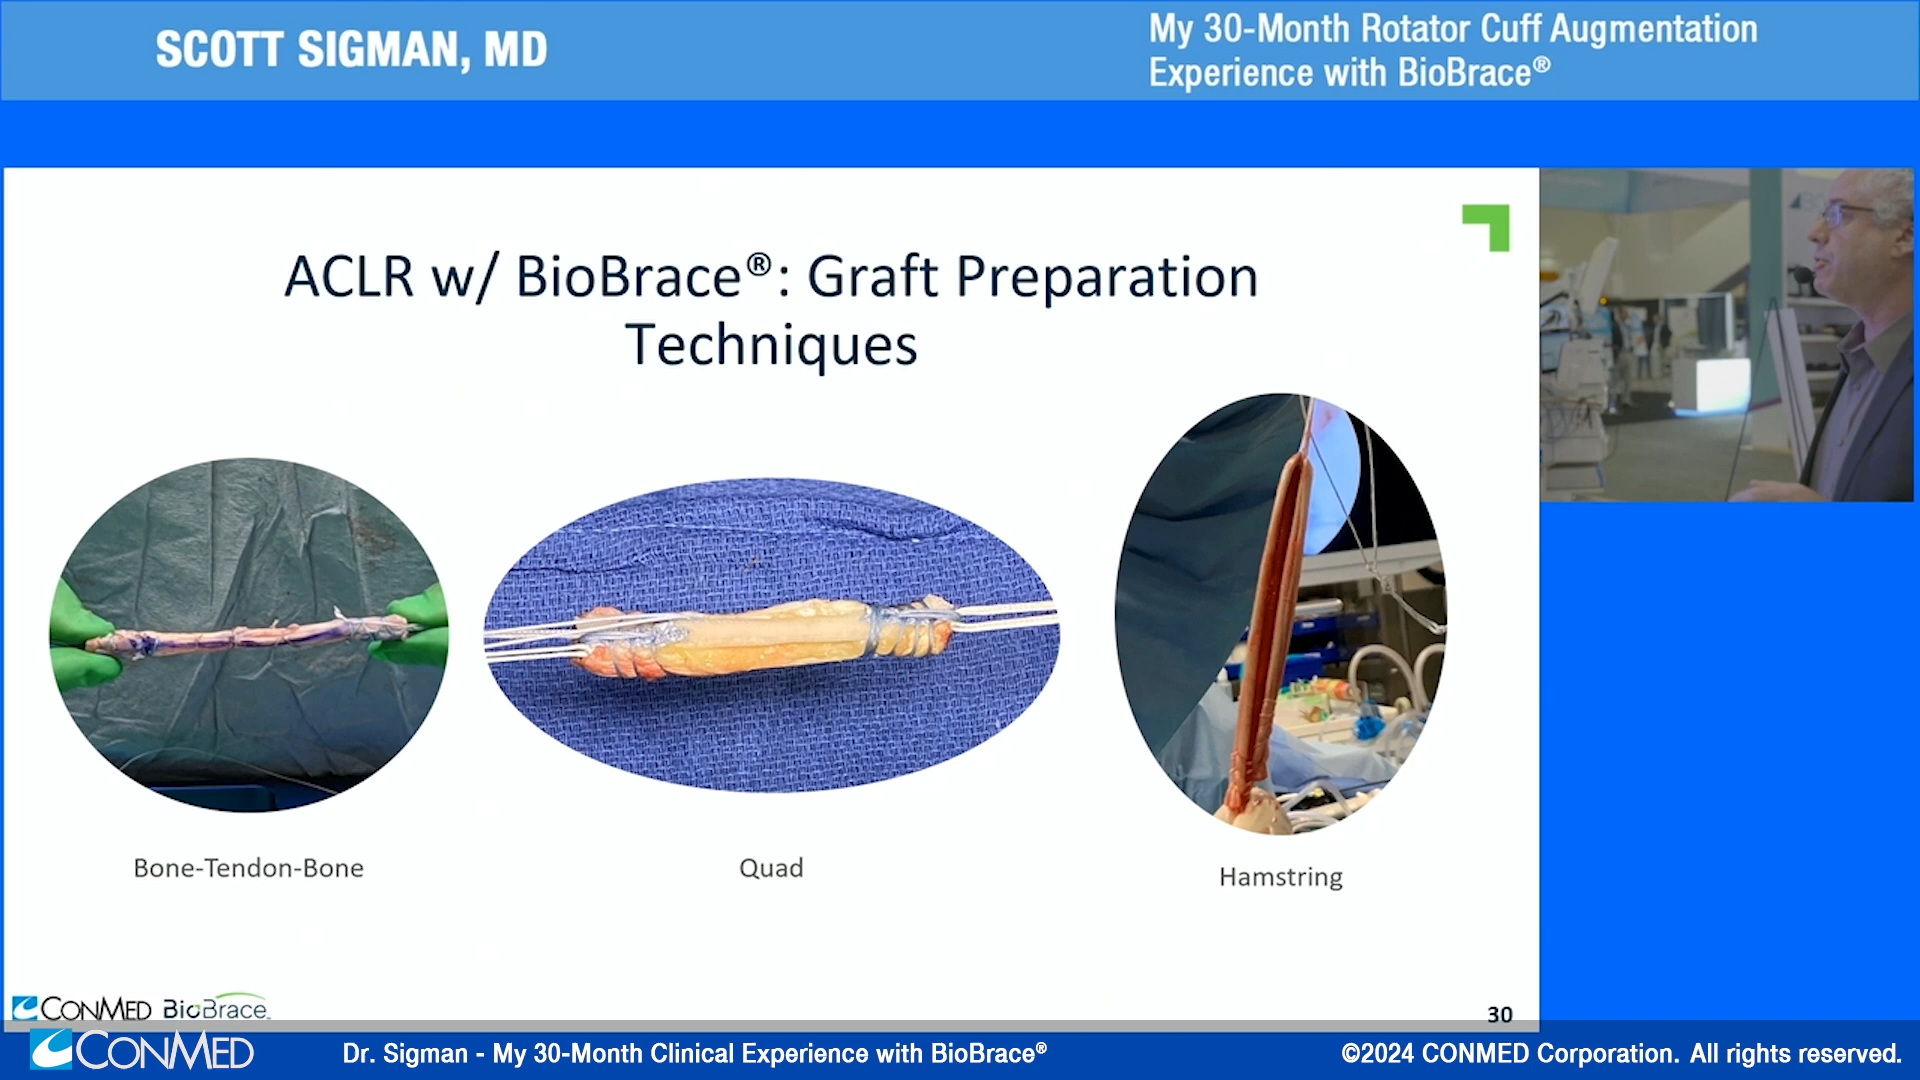 SCOTT SIGMAN, MD
My 30-Month Rotator Cuff Augmentation
Experience with BioBrace®
ACLR w/ BioBrace®: Graft Preparation
Techniques
Bone-Tendon-Bone
Quad
Hamstring
CONMED BioBrace
30
CONMED
Dr. Sigman - My 30-Month Clinical Experience with BioBrace®
©2024 CONMED Corporation. All rights reserved.